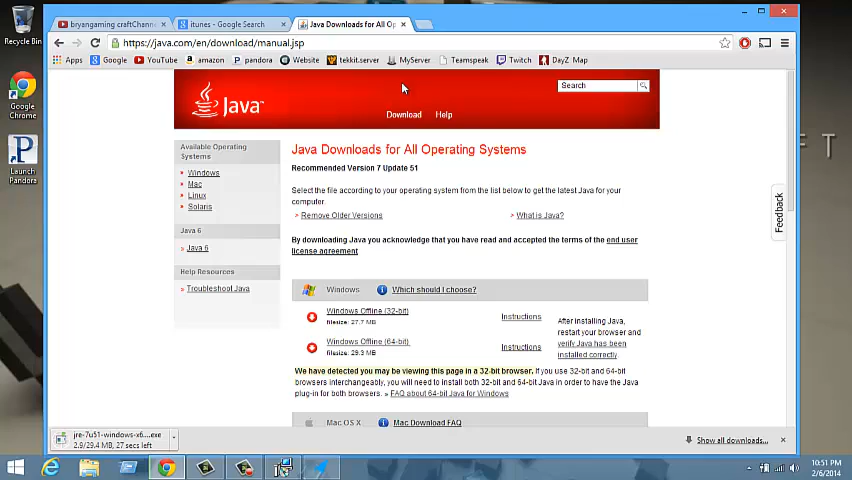 Recycle Bin
Google
Chrome
Launch
Pandora
bryangaming craftChann
itunes - Google Search
Java Downloads for All Op
https://java.com/en/download/manual.jsp
Apps
Google
YouTube
amazon
pandora
Website
tekkit.server
MyServer
Teamspeak
Twitch
DayZ Map
Java™
Search
Download
Help
Available Operating
Systems
Windows
Mac
Linux
Solaris
Java 6
» Java 6
Help Resources
» Troubleshoot Java
Java Downloads for All Operating Systems
Recommended Version 7 Update 51
Select the file according to your operating system from the list below to get the latest Java for your
computer.
> Remove Older Versions
> What is Java?
By downloading Java you acknowledge that you have read and accepted the terms of the end user
license agreement
Windows
Which should I choose?
Windows Offline (32-bit)
filesize: 27.7 MB
Instructions
Windows Offline (64-bit)
filesize: 29.3 MB
Instructions
After installing Java,
restart your browser and
verify Java has been
installed correctly.
We have detected you may be viewing this page in a 32-bit browser. If you use 32-bit and 64-bit
browsers interchangeably, you will need to install both 32-bit and 64-bit Java in order to have the Java
plug-in for both browsers. » FAQ about 64-bit Java for Windows
Mac OS X
Mac Download FAQ
Feedback
F T
jre-7u51-windows-x6....exe
2.9/29.4 MB, 27 secs left
Show all downloads...
10:51 PM
2/6/2014